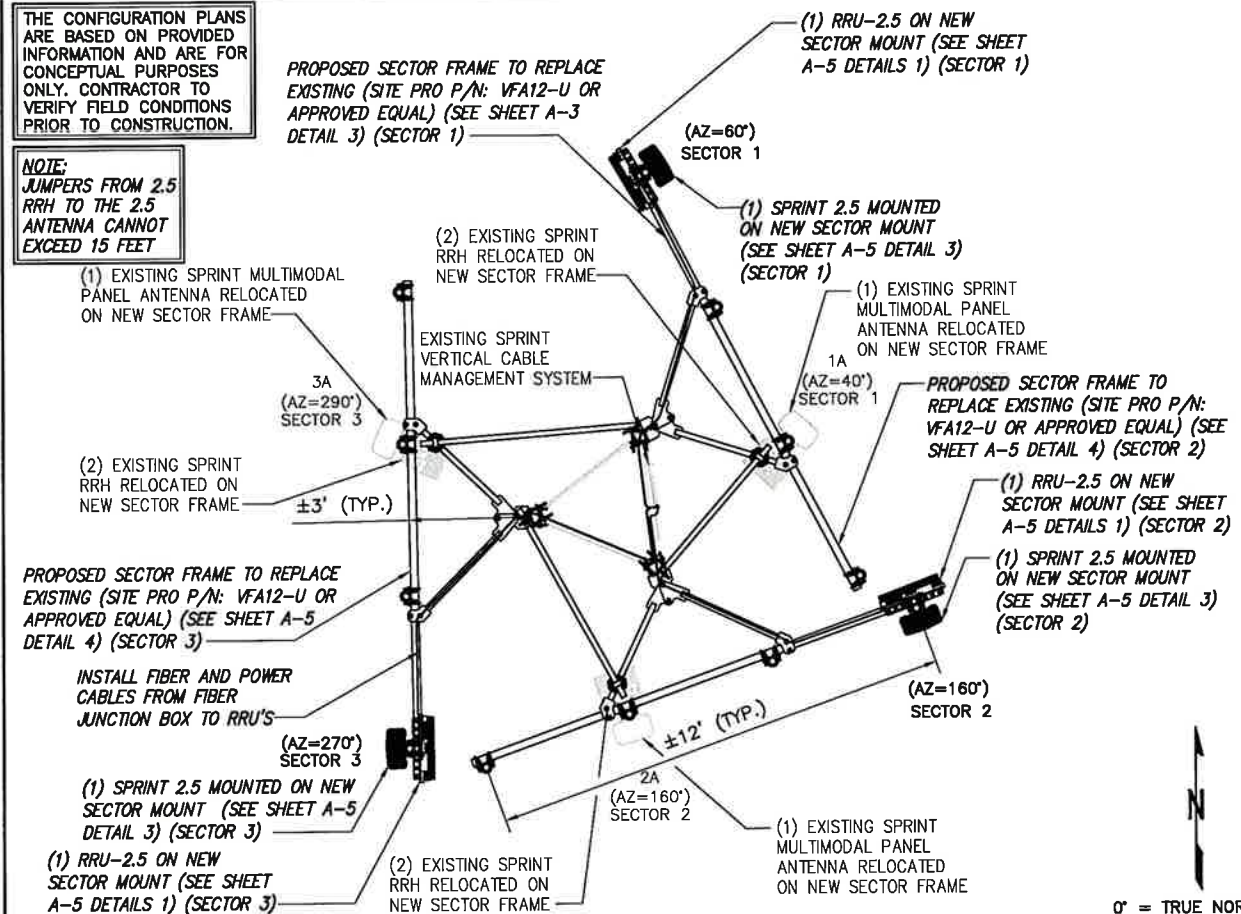 THE CONFIGURATION PLANS
ARE BASED ON PROVIDED
INFORMATION AND ARE FOR
CONCEPTUAL PURPOSES
ONLY. CONTRACTOR TO
VERIFY FIELD CONDITIONS
PRIOR TO CONSTRUCTION.
NOTE:
JUMPERS FROM 2.5
RRH TO THE 2.5
ANTENNA CANNOT
EXCEED 15 FEET
PROPOSED SECTOR FRAME TO REPLACE
EXISTING (SITE PRO P/N: VFA12-U OR
APPROVED EQUAL) (SEE SHEET A-3
DETAIL 3) (SECTOR 1)
(1) RRU-2.5 ON NEW
SECTOR MOUNT (SEE SHEET
A-5 DETAILS 1) (SECTOR 1)
(AZ=60°)
SECTOR 1
(1) SPRINT 2.5 MOUNTED
ON NEW SECTOR MOUNT
(SEE SHEET A-5 DETAIL 3)
(SECTOR 1)
(2) EXISTING SPRINT
RRH RELOCATED ON
NEW SECTOR FRAME
(1) EXISTING SPRINT MULTIMODAL
PANEL ANTENNA RELOCATED
ON NEW SECTOR FRAME
(1) EXISTING SPRINT
MULTIMODAL PANEL
ANTENNA RELOCATED
ON NEW SECTOR FRAME
EXISTING SPRINT
VERTICAL CABLE
MANAGEMENT SYSTEM
1A
(AZ=40°)
SECTOR 1
3A
(AZ=290°)
SECTOR 3
PROPOSED SECTOR FRAME TO
REPLACE EXISTING (SITE PRO P/N:
VFA12-U OR APPROVED EQUAL) (SEE
SHEET A-5 DETAIL 4) (SECTOR 2)
(2) EXISTING SPRINT
RRH RELOCATED ON
NEW SECTOR FRAME
±3' (TYP.)
(1) RRU-2.5 ON NEW
SECTOR MOUNT (SEE SHEET
A-5 DETAILS 1) (SECTOR 2)
(1) SPRINT 2.5 MOUNTED
ON NEW SECTOR MOUNT
(SEE SHEET A-5 DETAIL 3)
(SECTOR 2)
PROPOSED SECTOR FRAME TO REPLACE
EXISTING (SITE PRO P/N: VFA12-U OR
APPROVED EQUAL) (SEE SHEET A-5
DETAIL 4) (SECTOR 3)
INSTALL FIBER AND POWER
CABLES FROM FIBER
JUNCTION BOX TO RRU'S
(AZ=160°)
SECTOR 2
(AZ=270°)
SECTOR 3
±12' (TYP.)
2A
(AZ=160°)
SECTOR 2
(1) SPRINT 2.5 MOUNTED ON NEW
SECTOR MOUNT (SEE SHEET A-5
DETAIL 3) (SECTOR 3)
(1) RRU-2.5 ON NEW
SECTOR MOUNT (SEE SHEET
A-5 DETAILS 1) (SECTOR 3)
(2) EXISTING SPRINT
RRH RELOCATED ON
NEW SECTOR FRAME
(1) EXISTING SPRINT
MULTIMODAL PANEL
ANTENNA RELOCATED
ON NEW SECTOR FRAME
N
0° = TRUE NOR